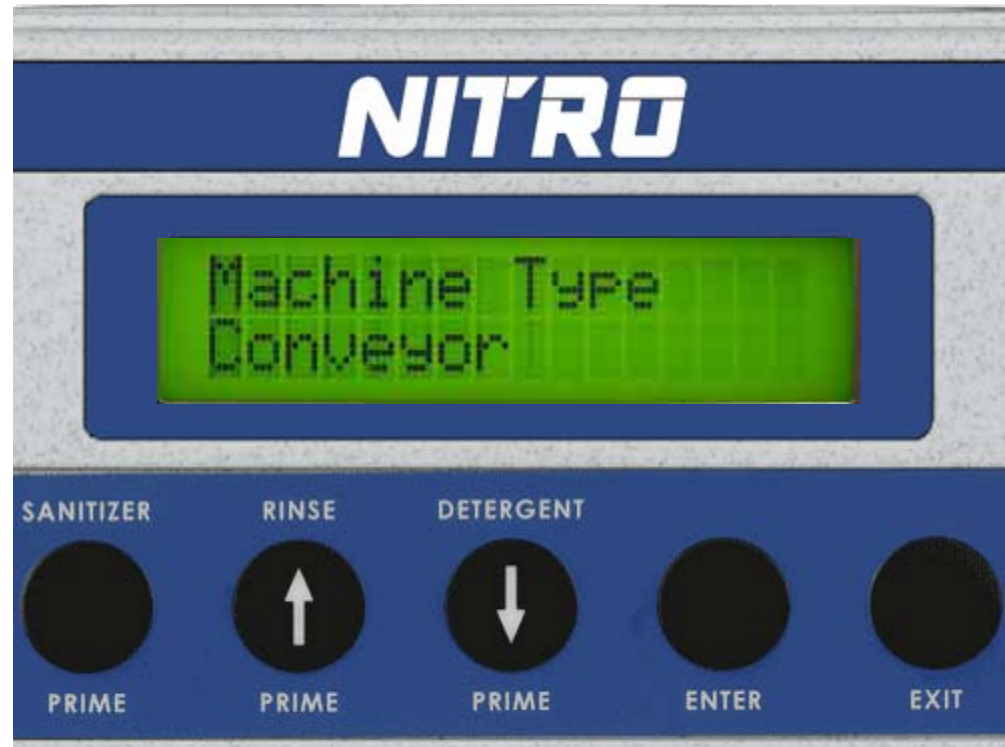 NITRO
Machine Type
Conveyor
SANITIZER RINSE DETERGENT
PRIME PRIME PRIME ENTER EXIT